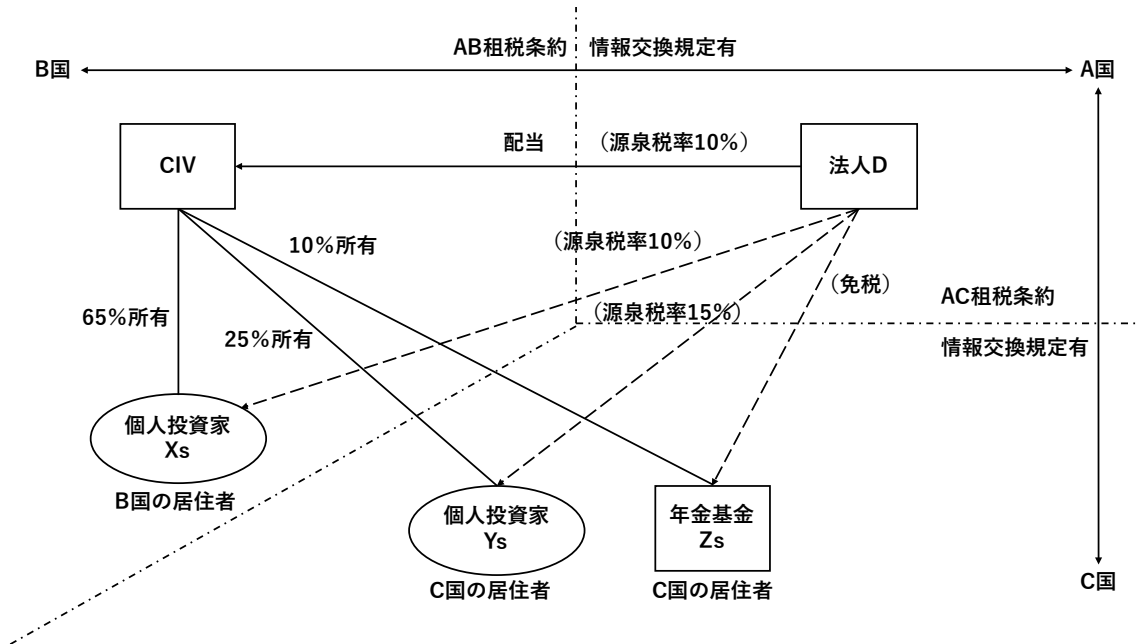 AB租税条約
情報交換規定有
B国
A国
配当
（源泉税率10%）
CIV
法人D
10%所有
（源泉税率10%）
（免税）
65%所有
25%所有
（源泉税率15%）
AC租税条約
情報交換規定有
個人投資家
Xs
B国の居住者
個人投資家
Ys
C国の居住者
年金基金
Zs
C国の居住者
C国